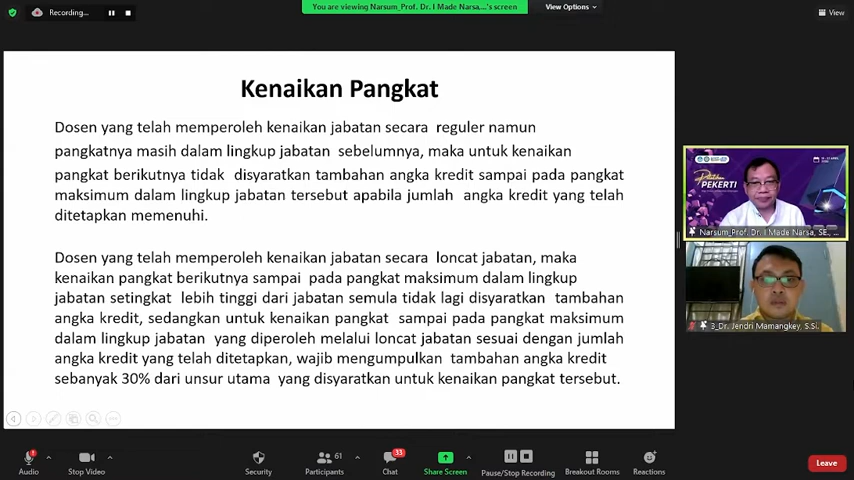 Recording...
You are viewing Narsum_Prof. Dr. I Made Narsa,...'s screen
View Options
View
Kenaikan Pangkat
Dosen yang telah memperoleh kenaikan jabatan secara reguler namun
pangkatnya masih dalam lingkup jabatan sebelumnya, maka untuk kenaikan
pangkat berikutnya tidak disyaratkan tambahan angka kredit sampai pada pangkat
maksimum dalam lingkup jabatan tersebut apabila jumlah angka kredit yang telah
ditetapkan memenuhi.
Dosen yang telah memperoleh kenaikan jabatan secara loncat jabatan, maka
kenaikan pangkat berikutnya sampai pada pangkat maksimum dalam lingkup
jabatan setingkat lebih tinggi dari jabatan semula tidak lagi disyaratkan tambahan
angka kredit, sedangkan untuk kenaikan pangkat sampai pada pangkat maksimum
dalam lingkup jabatan yang diperoleh melalui loncat jabatan sesuai dengan jumlah
angka kredit yang telah ditetapkan, wajib mengumpulkan tambahan angka kredit
sebanyak 30% dari unsur utama yang disyaratkan untuk kenaikan pangkat tersebut.
PEKERTI
Narsum_Prof. Dr. I Made Narsa, SE., ...
3_Dr. Jendri Mamangkey, S.Si.
Audio
Stop Video
Security
61
Participants
33
Chat
Share Screen
Pause/Stop Recording
Breakout Rooms
Reactions
Leave